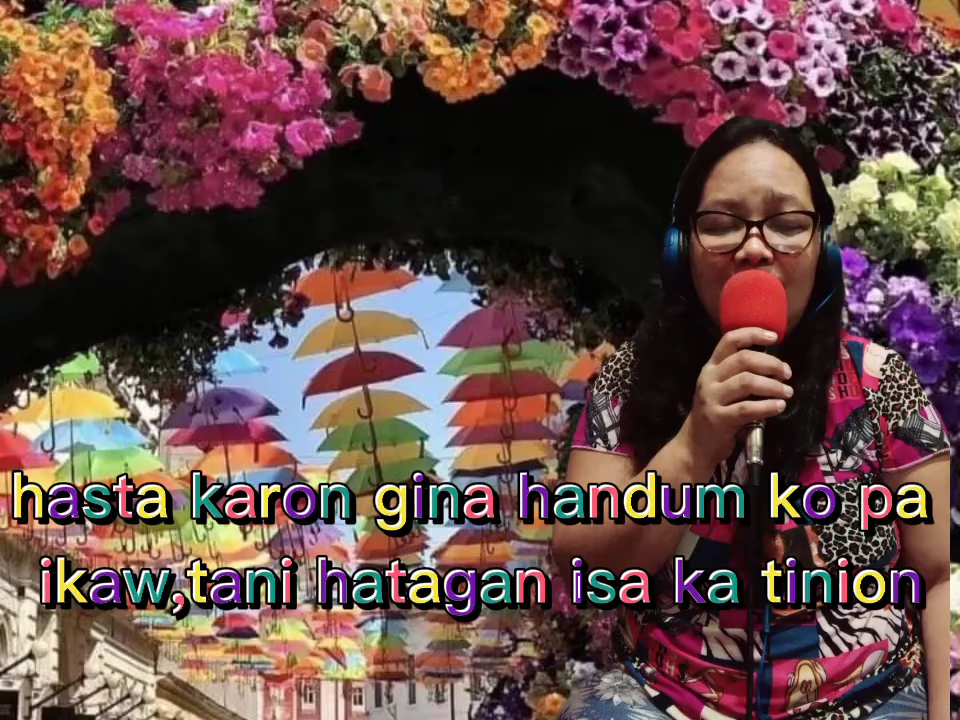 hasta karon gina handum ko pa
ikaw,tani hatagan isa ka tinion